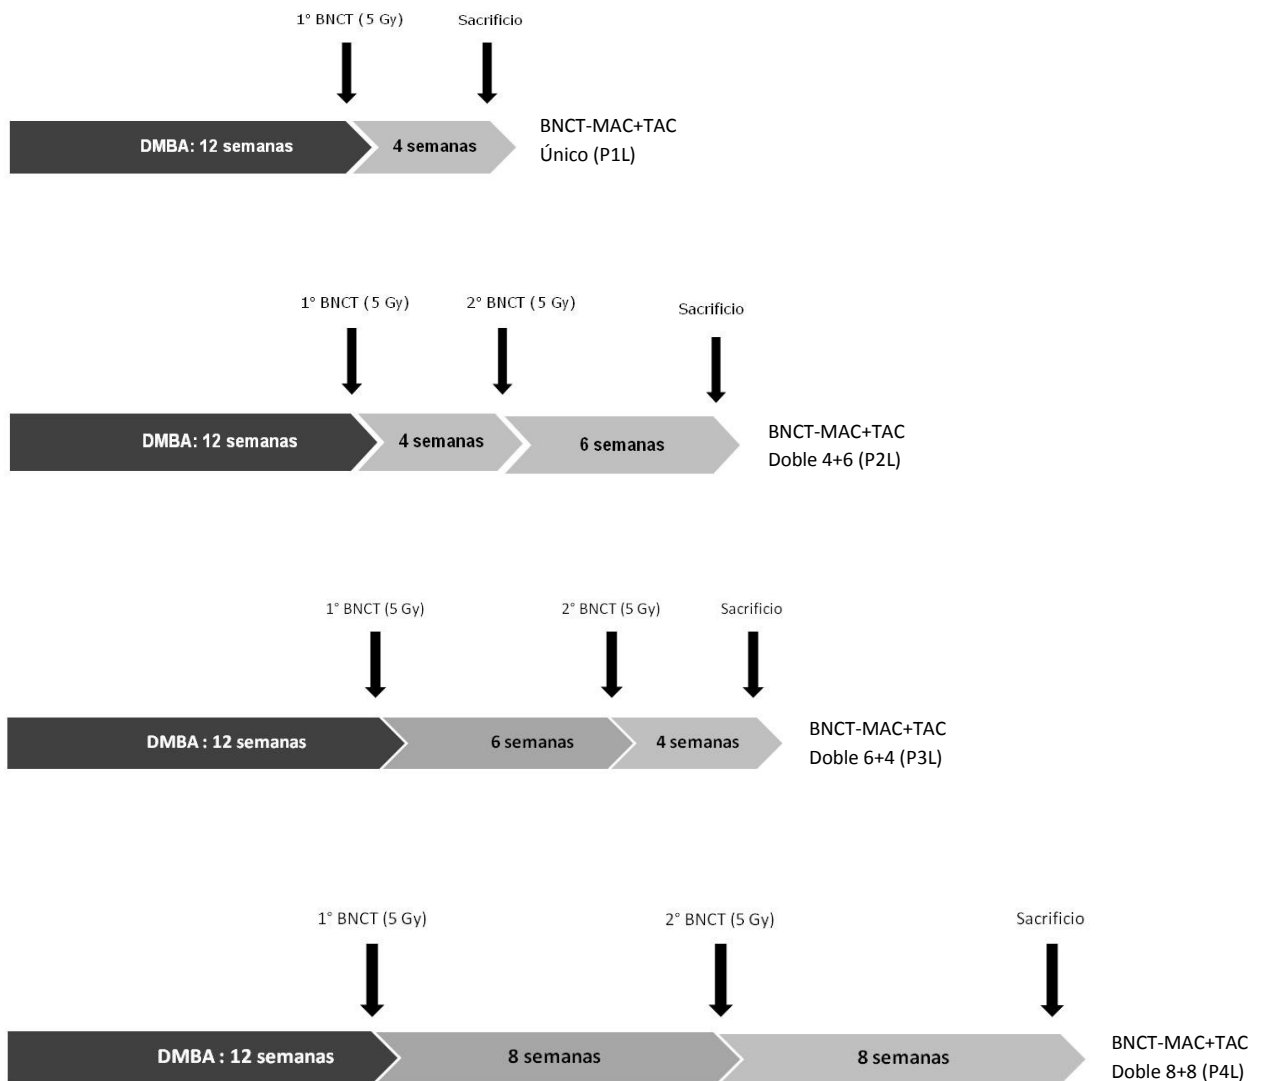 1° BNCT (5 Gy)
Sacrificio
DMBA: 12 semanas
4 semanas
BNCT-MAC+TAC
Único (P1L)
1° BNCT (5 Gy)
2° BNCT (5 Gy)
Sacrificio
DMBA: 12 semanas
4 semanas
6 semanas
BNCT-MAC+TAC
Doble 4+6 (P2L)
1° BNCT (5 Gy)
2° BNCT (5 Gy)
Sacrificio
DMBA : 12 semanas
6 semanas
4 semanas
BNCT-MAC+TAC
Doble 6+4 (P3L)
1° BNCT (5 Gy)
2° BNCT (5 Gy)
Sacrificio
DMBA : 12 semanas
8 semanas
8 semanas
BNCT-MAC+TAC
Doble 8+8 (P4L)